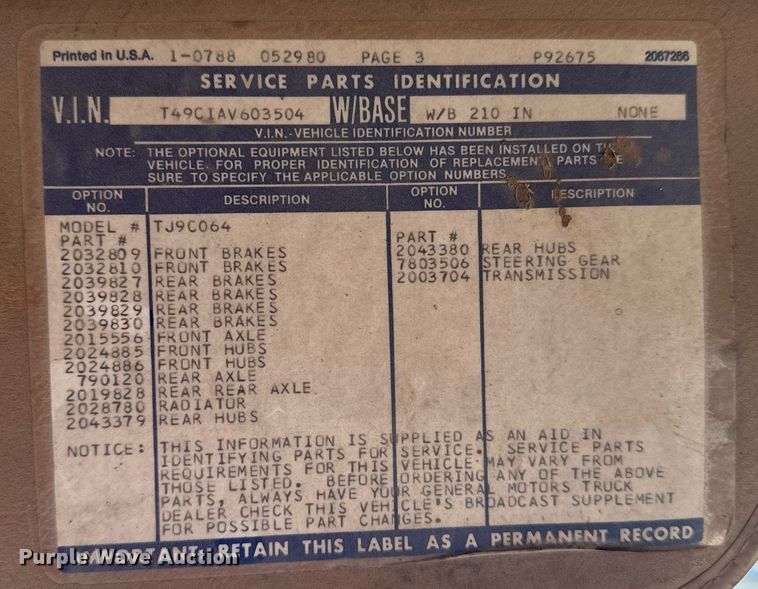 Printed in U.S.A. 1-0788 052980 PAGE 3 P92675 2087266
SERVICE PARTS IDENTIFICATION
V.I.N. T49CIAV603504 W/BASE W/B 210 IN NONE
V.I.N.-VEHICLE IDENTIFICATION NUMBER
NOTE: THE OPTIONAL EQUIPMENT LISTED BELOW HAS BEEN INSTALLED ON
VEHICLE. FOR PROPER IDENTIFICATION OF REPLACEMENT PARTS
SURE TO SPECIFY THE APPLICABLE OPTION NUMBERS.
OPTION NO. DESCRIPTION OPTION NO. DESCRIPTION
MODEL # TJ9C064
PART # PART #
2032809 FRONT BRAKES 2043380 REAR HUBS
2032810 FRONT BRAKES 7803506 STEERING GEAR
2039827 REAR BRAKES 2003704 TRANSMISSION
2039828 REAR BRAKES
2039829 REAR BRAKES
2039830 REAR BRAKES
2015556 FRONT AXLE
2024885 FRONT HUBS
2024886 FRONT HUBS
790120 REAR AXLE
2019828 REAR REAR AXLE
2028780 RADIATOR
2043379 REAR HUBS
NOTICE: THIS INFORMATION IS SUPPLIED AS AN AID IN
IDENTIFYING PARTS FOR SERVICE. SERVICE PARTS
REQUIREMENTS FOR THIS VEHICLE MAY VARY FROM
THOSE LISTED. BEFORE ORDERING ANY OF THE ABOVE
PARTS, ALWAYS HAVE YOUR GENERAL MOTORS TRUCK
DEALER CHECK THIS VEHICLE'S BROADCAST SUPPLEMENT
FOR POSSIBLE PART CHANGES.
IMPORTANT: RETAIN THIS LABEL AS A PERMANENT RECORD
Purple Wave Auction